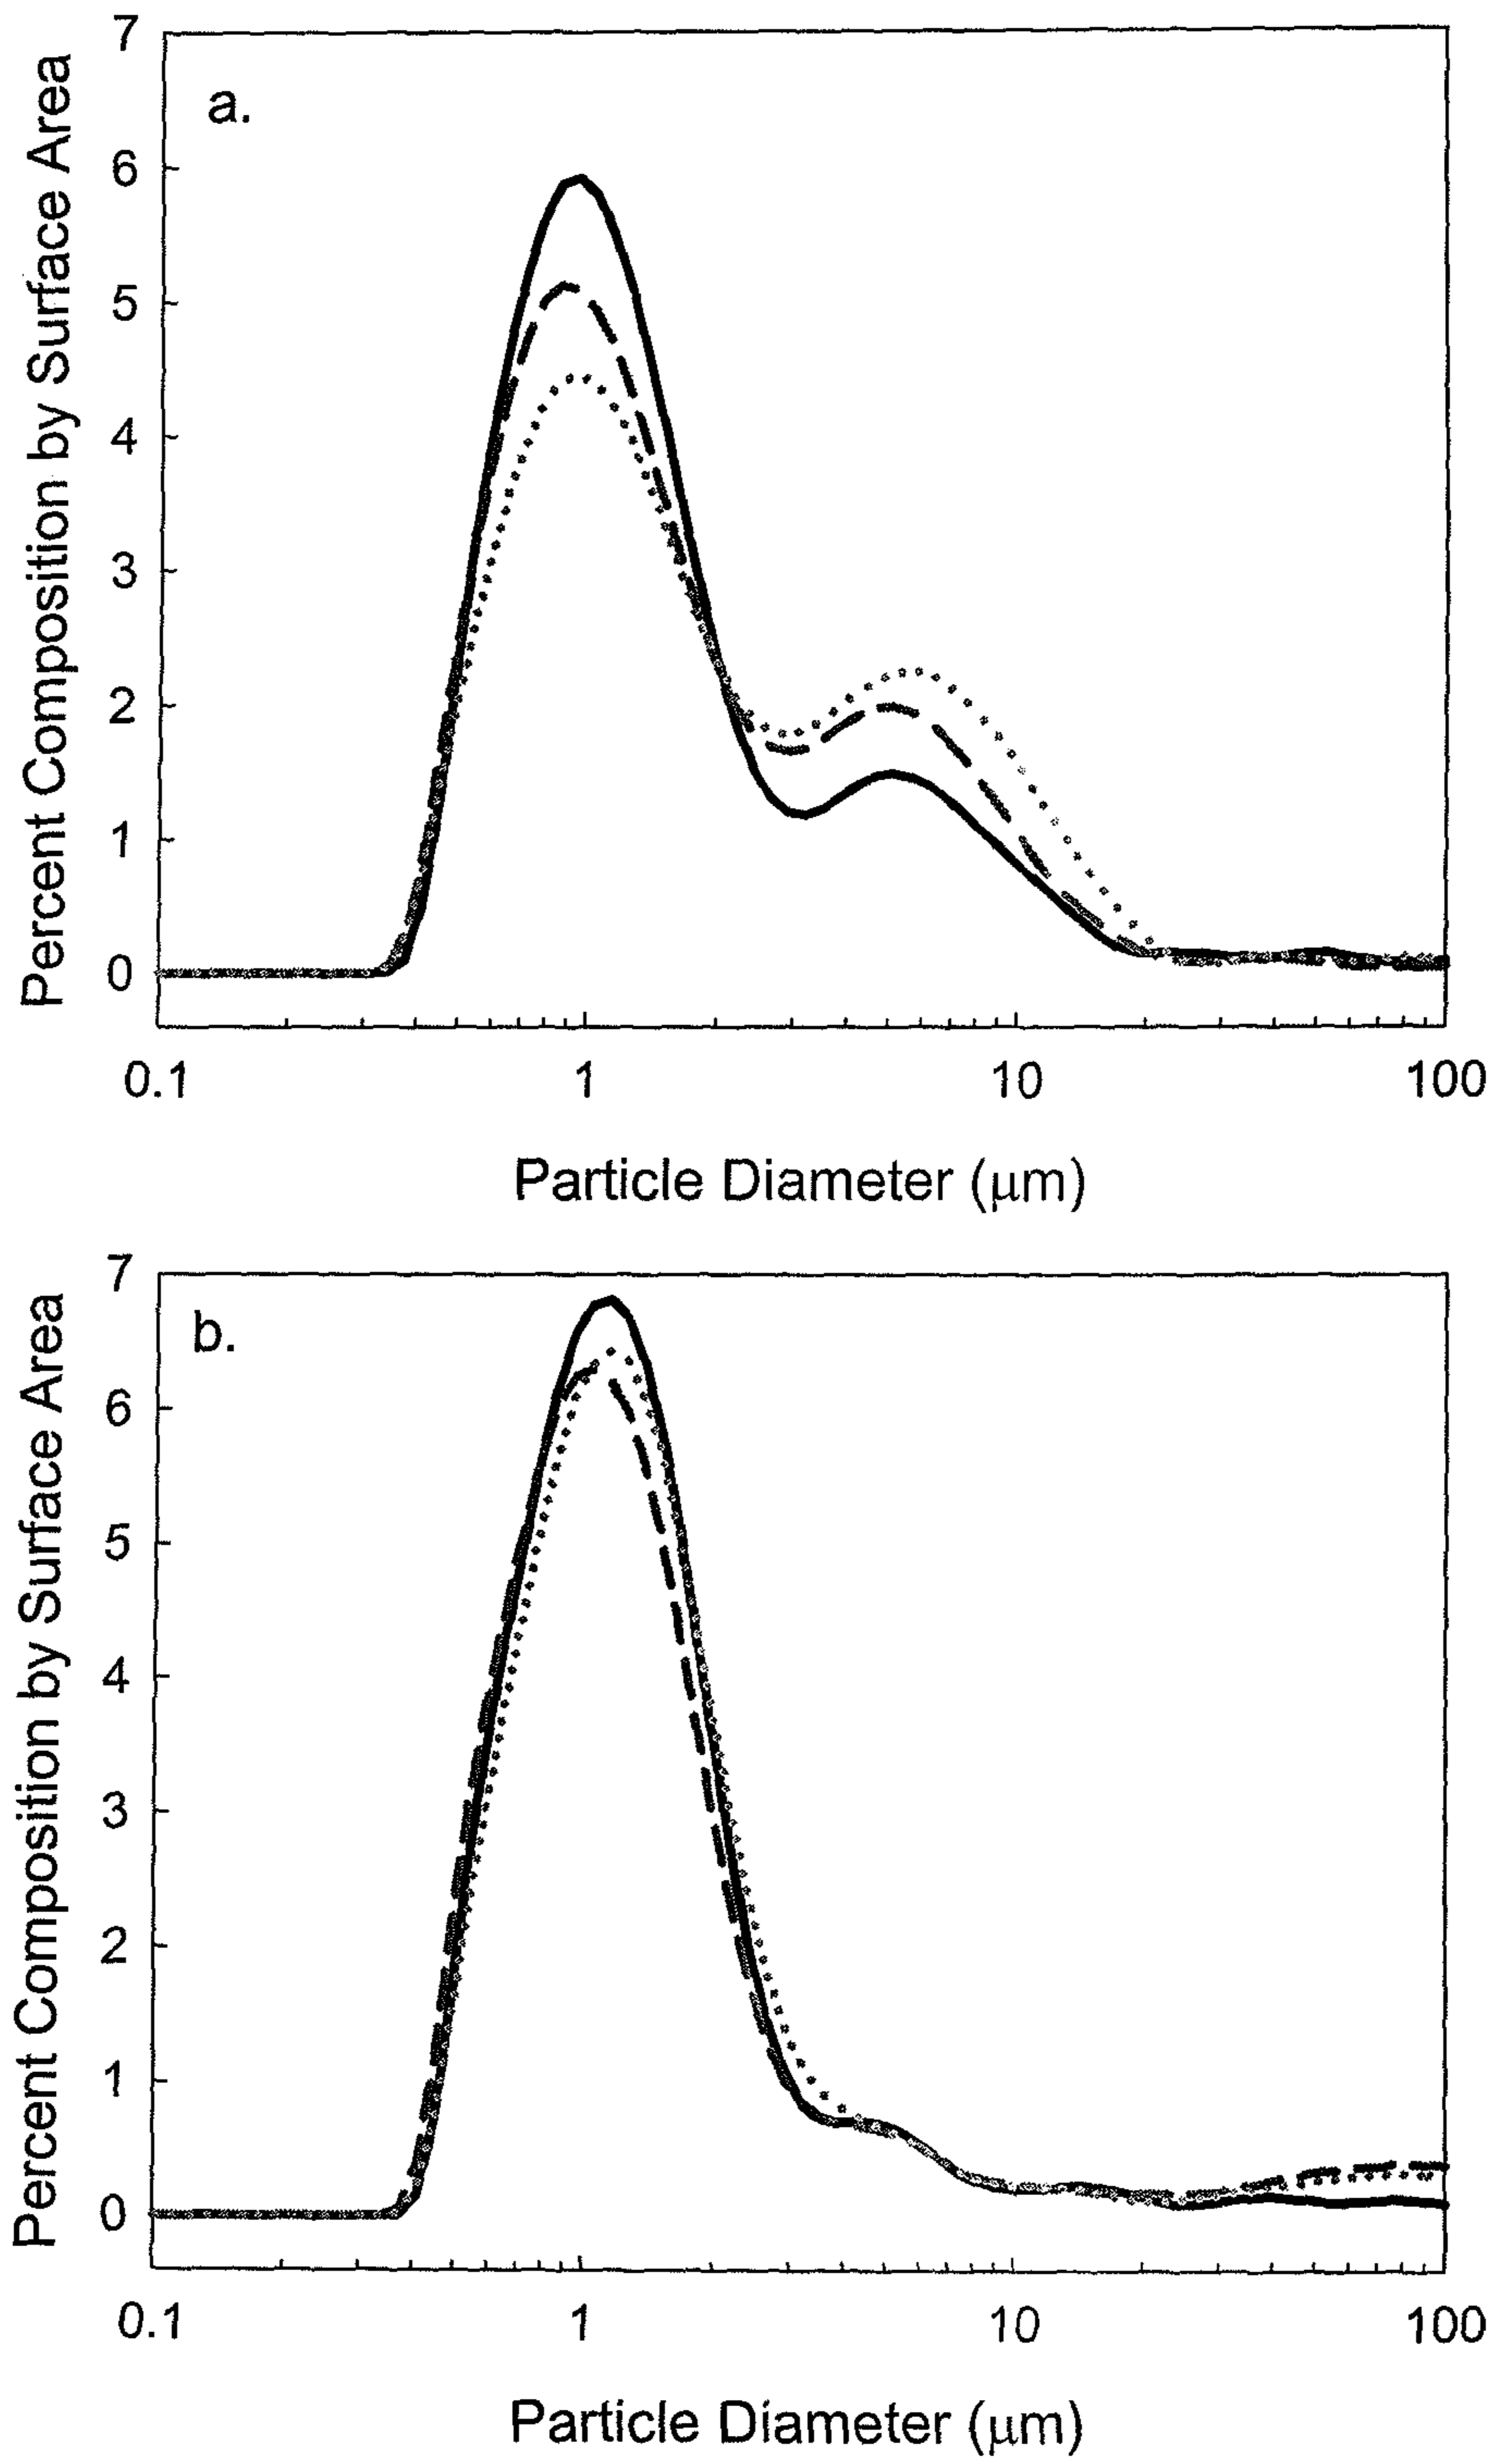 7
6
5
4
3
2
1
0
Percent Composition by Surface Area
a.
0.1 1 10 100
Particle Diameter (μm)
7
6
5
4
3
2
1
0
Percent Composition by Surface Area
b.
0.1 1 10 100
Particle Diameter (μm)